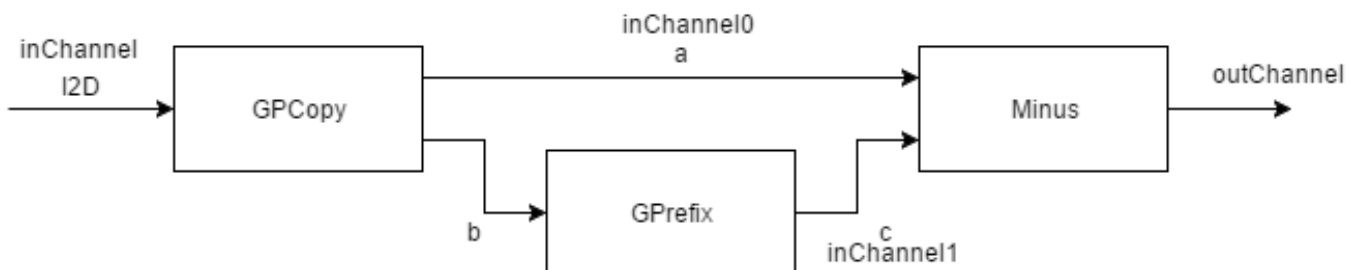 inChannel
I2D
GPCopy
inChannel0
a
Minus
outChannel
b
GPrefix
c
inChannel1